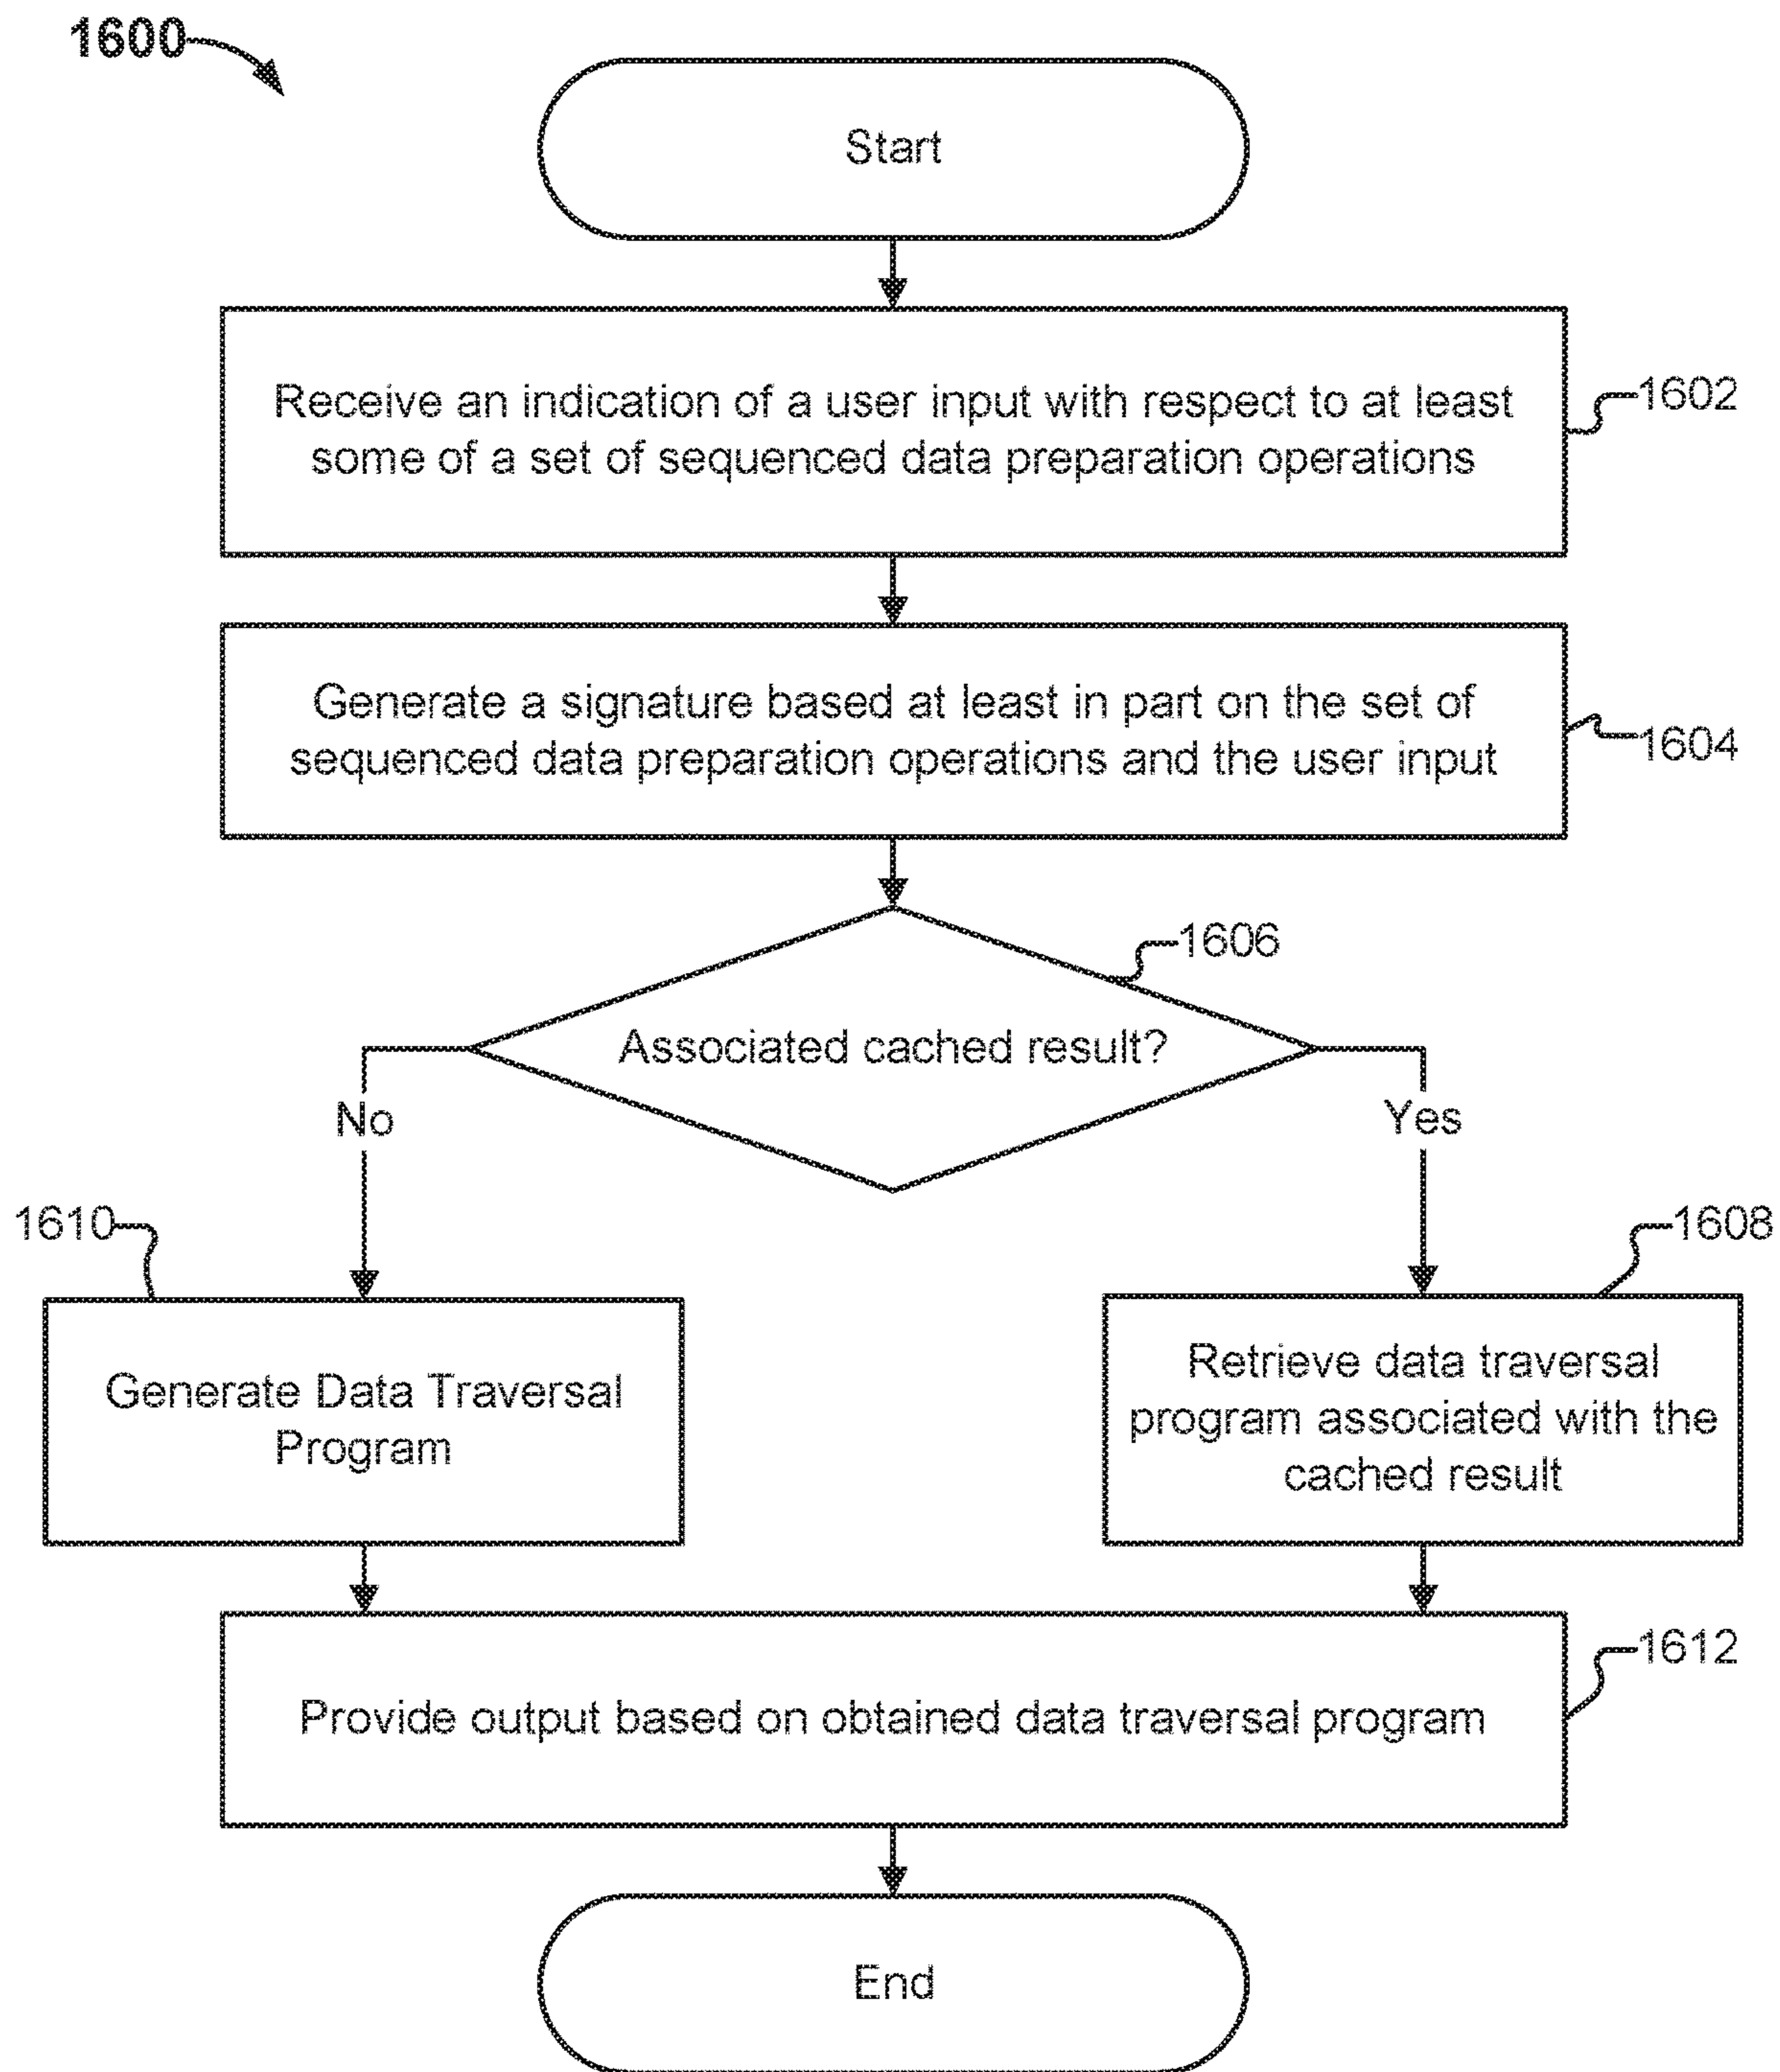 1600
Start
Receive an indication of a user input with respect to at least
some of a set of sequenced data preparation operations
1602
Generate a signature based at least in part on the set of
sequenced data preparation operations and the user input
1604
1606
Associated cached result?
No
Yes
1610
1608
Generate Data Traversal
Program
Retrieve data traversal
program associated with the
cached result
1612
Provide output based on obtained data traversal program
End